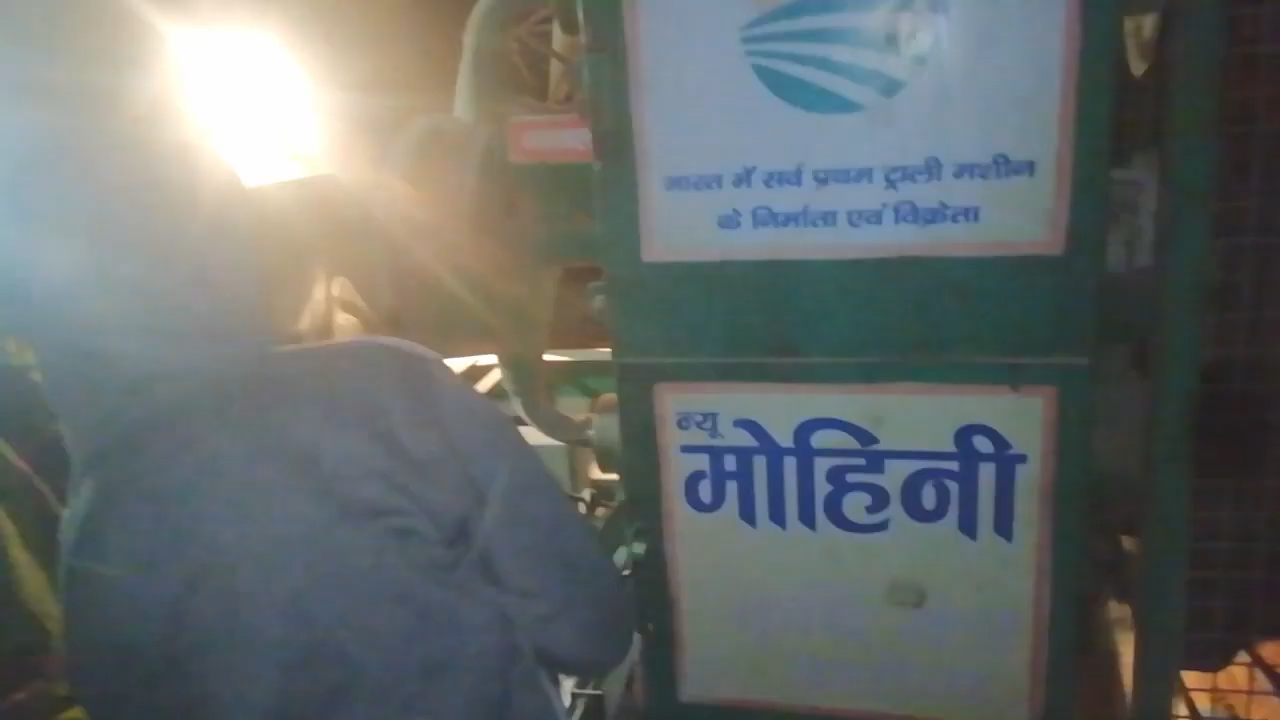 भारत में सर्व प्रथम ट्राली मशीन
के निर्माता एवं विक्रेता
न्यू
मोहिनी